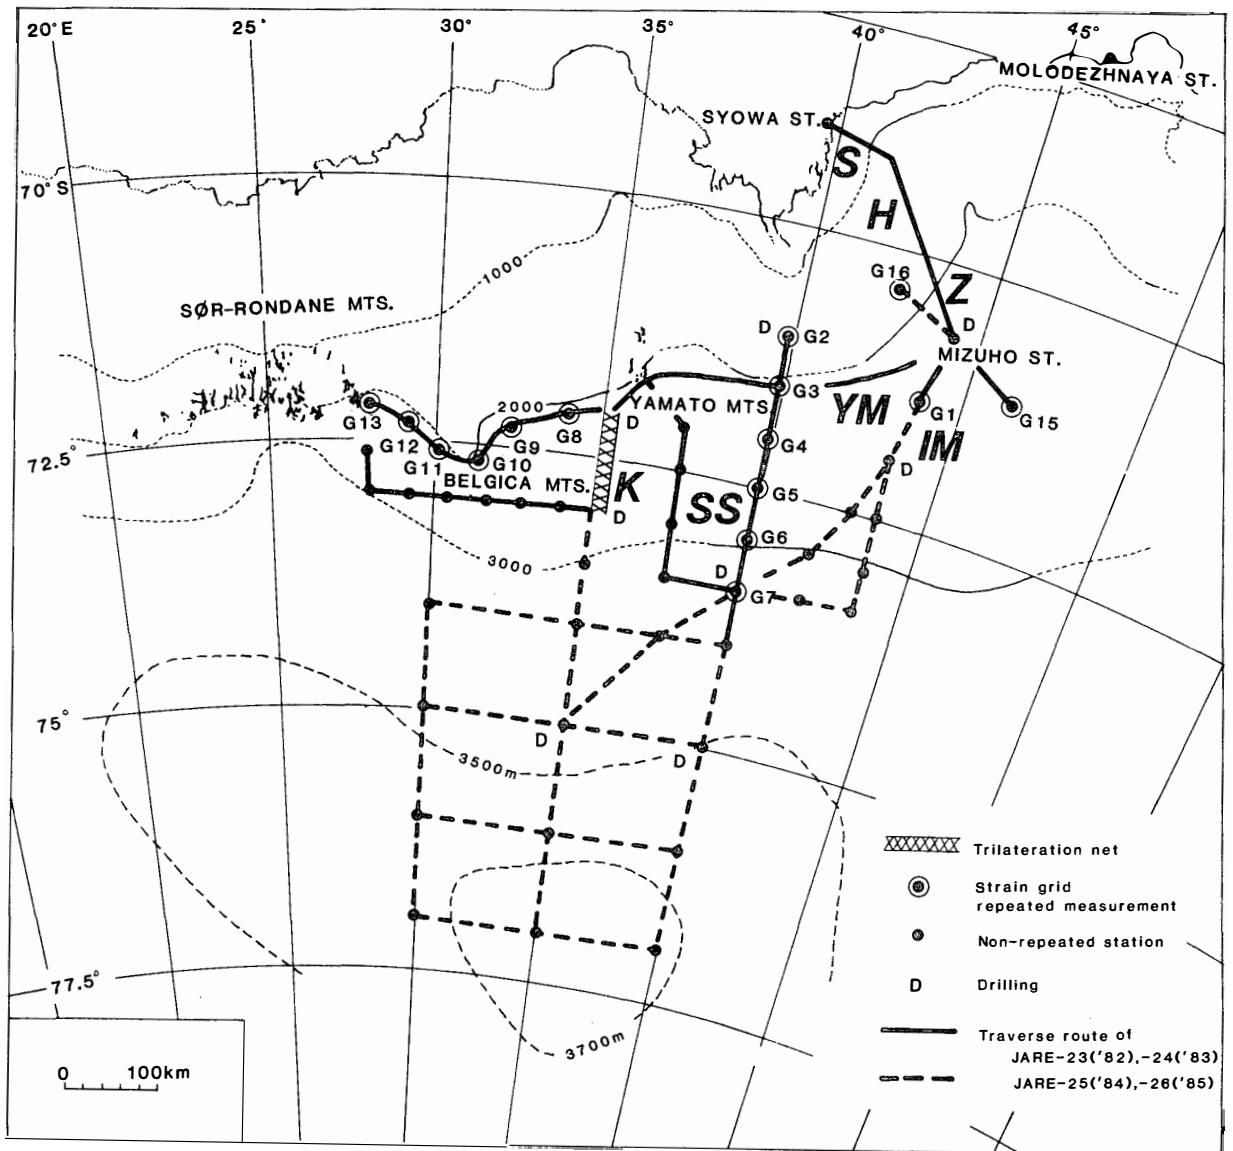 20°E
25°
30°
35°
40°
45°
MOLODEZHNAYA ST.
SYOWA ST.
S
70°S
H
G16
1000
Z
SØR-RONDANE MTS.
D
G2
D
MIZUHO ST.
G3
2000
YAMATO MTS.
YM
G1
G15
G13
G8
D
G12
G9
G4
IM
72.5°
G11
G10
D
BELGICA MTS.
K
SS
G5
D
3000
G6
D
G7
75°
D
3500m
D
Trilateration net
Strain grid
repeated measurement
Non-repeated station
77.5°
Drilling
3700m
Traverse route of
JARE-23('82),-24('83)
0 100km
JARE-25('84),-26('85)